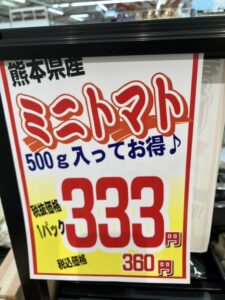 熊本県産
ミニトマト
500g入ってお得♪
税抜価格
1パック 333円
税込価格 360円